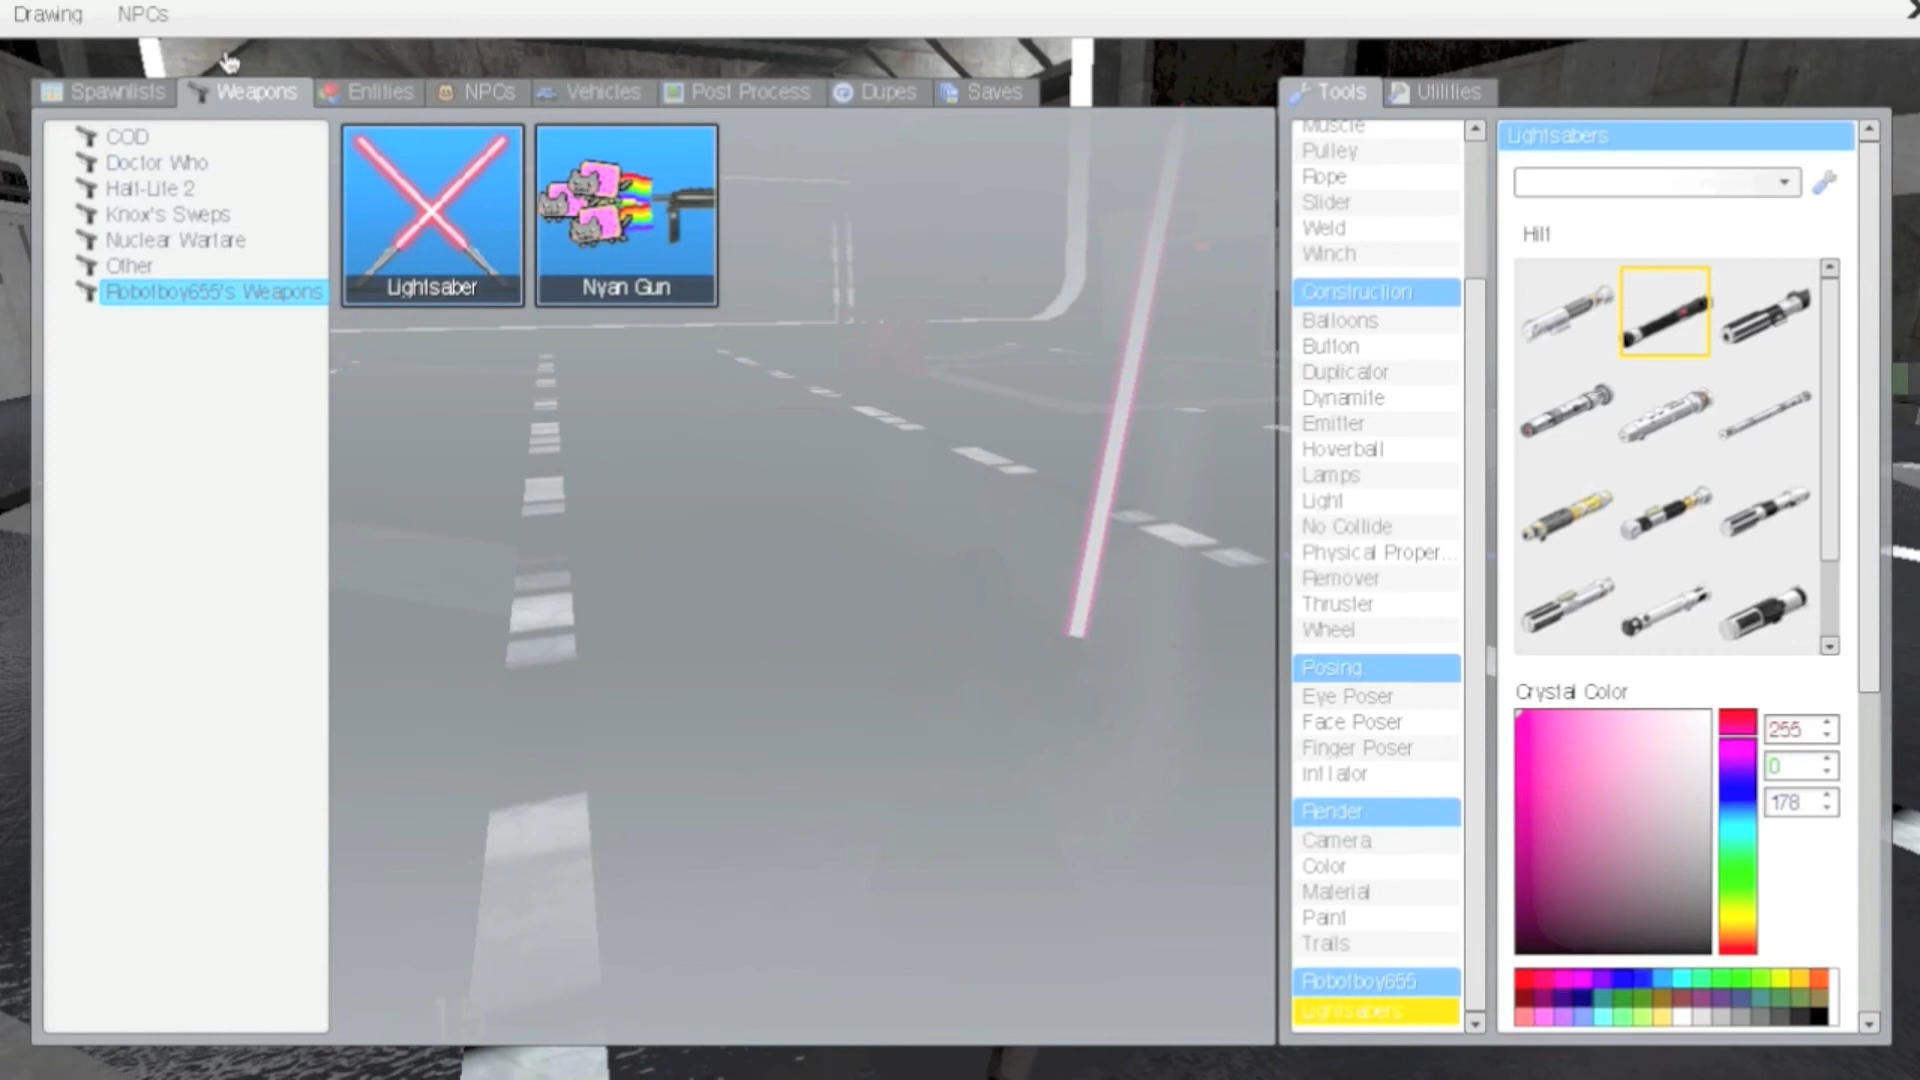 Drawing NPCs
Spawnlists Weapons Entities NPCs Vehicles Post Process Dupes Saves
Tools Utilities
COD
Doctor Who
Half-Life 2
Knox's Sweps
Nuclear Warfare
Other
Robotboy655's Weapons
Lightsaber
Nyan Gun
Muscle
Pulley
Rope
Slider
Weld
Winch
Construction
Balloons
Button
Duplicator
Dynamite
Emitter
Hoverball
Lamps
Light
No Collide
Physical Proper...
Remover
Thruster
Wheel
Posing
Eye Poser
Face Poser
Finger Poser
Inflator
Render
Camera
Color
Material
Paint
Trails
Robotboy655
Lightsabers
Lightsabers
Hilt
Crystal Color
255
0
178